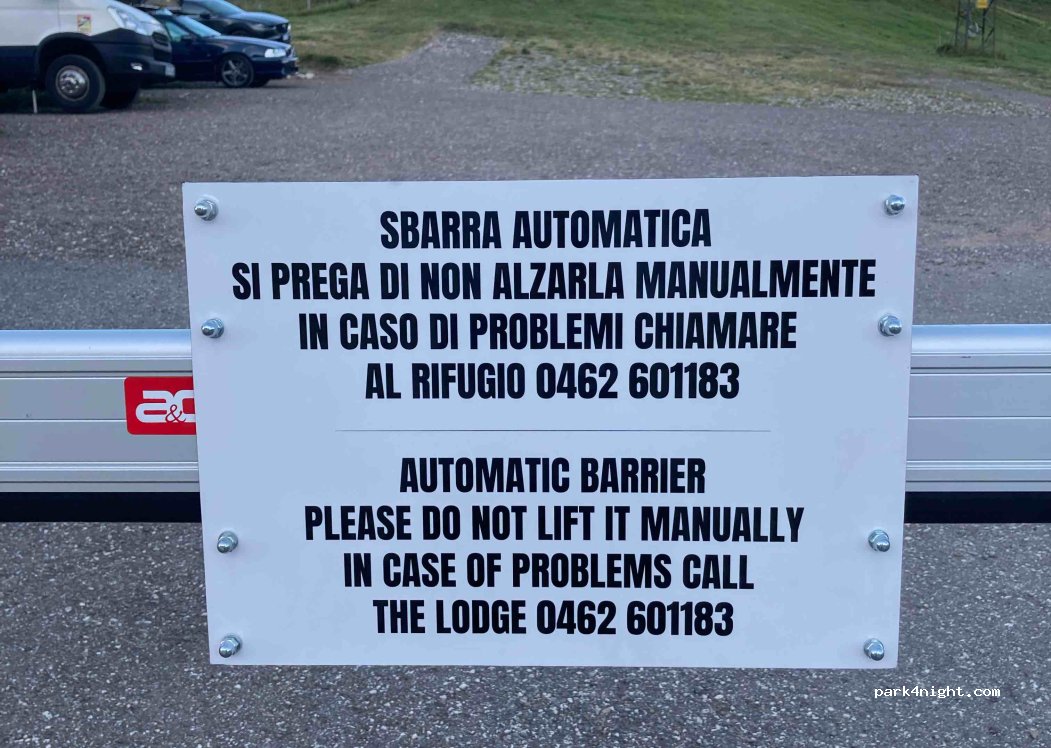 SBARRA AUTOMATICA
SI PREGA DI NON ALZARLA MANUALMENTE
IN CASO DI PROBLEMI CHIAMARE
AL RIFUGIO 0462 601183
a&
AUTOMATIC BARRIER
PLEASE DO NOT LIFT IT MANUALLY
IN CASE OF PROBLEMS CALL
THE LODGE 0462 601183
park4night.com